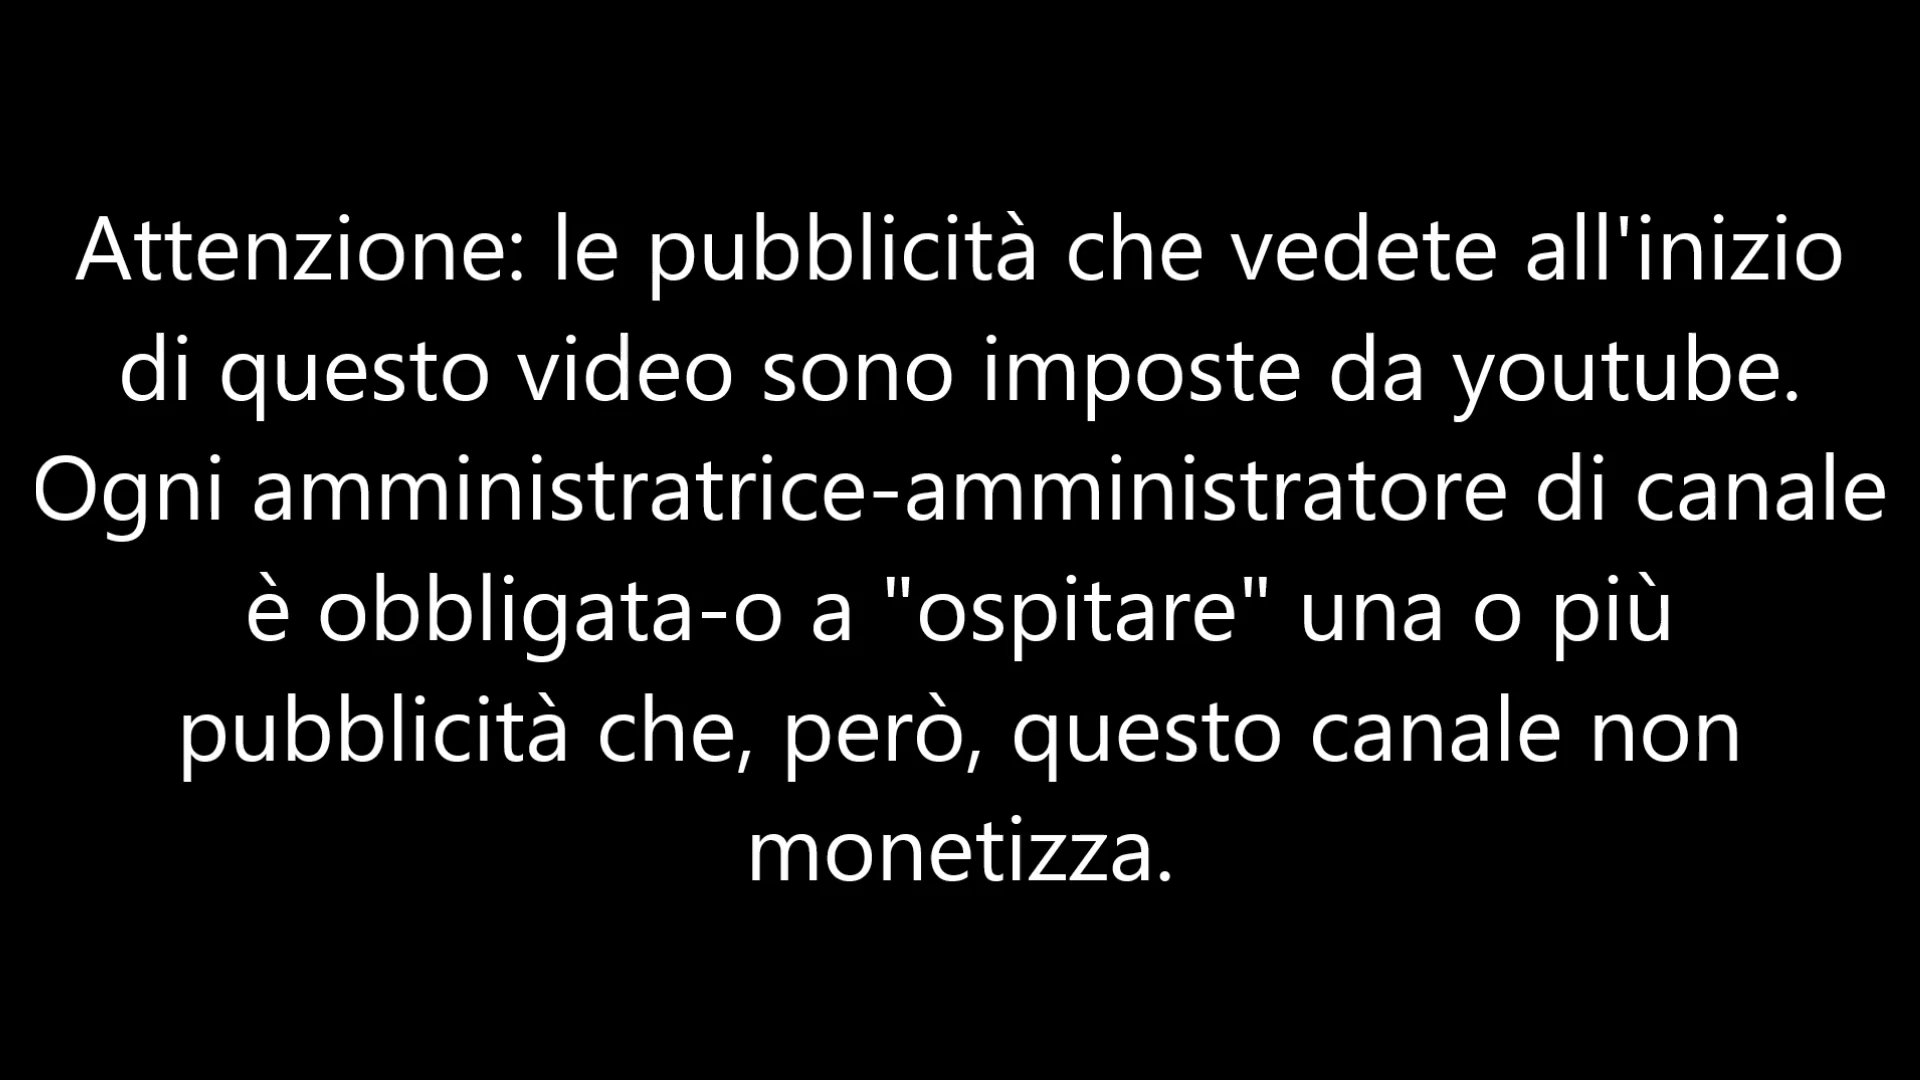 Attenzione: le pubblicità che vedete all'inizio
di questo video sono imposte da youtube.
Ogni amministratrice-amministratore di canale
è obbligata-o a "ospitare" una o più
pubblicità che, però, questo canale non
monetizza.